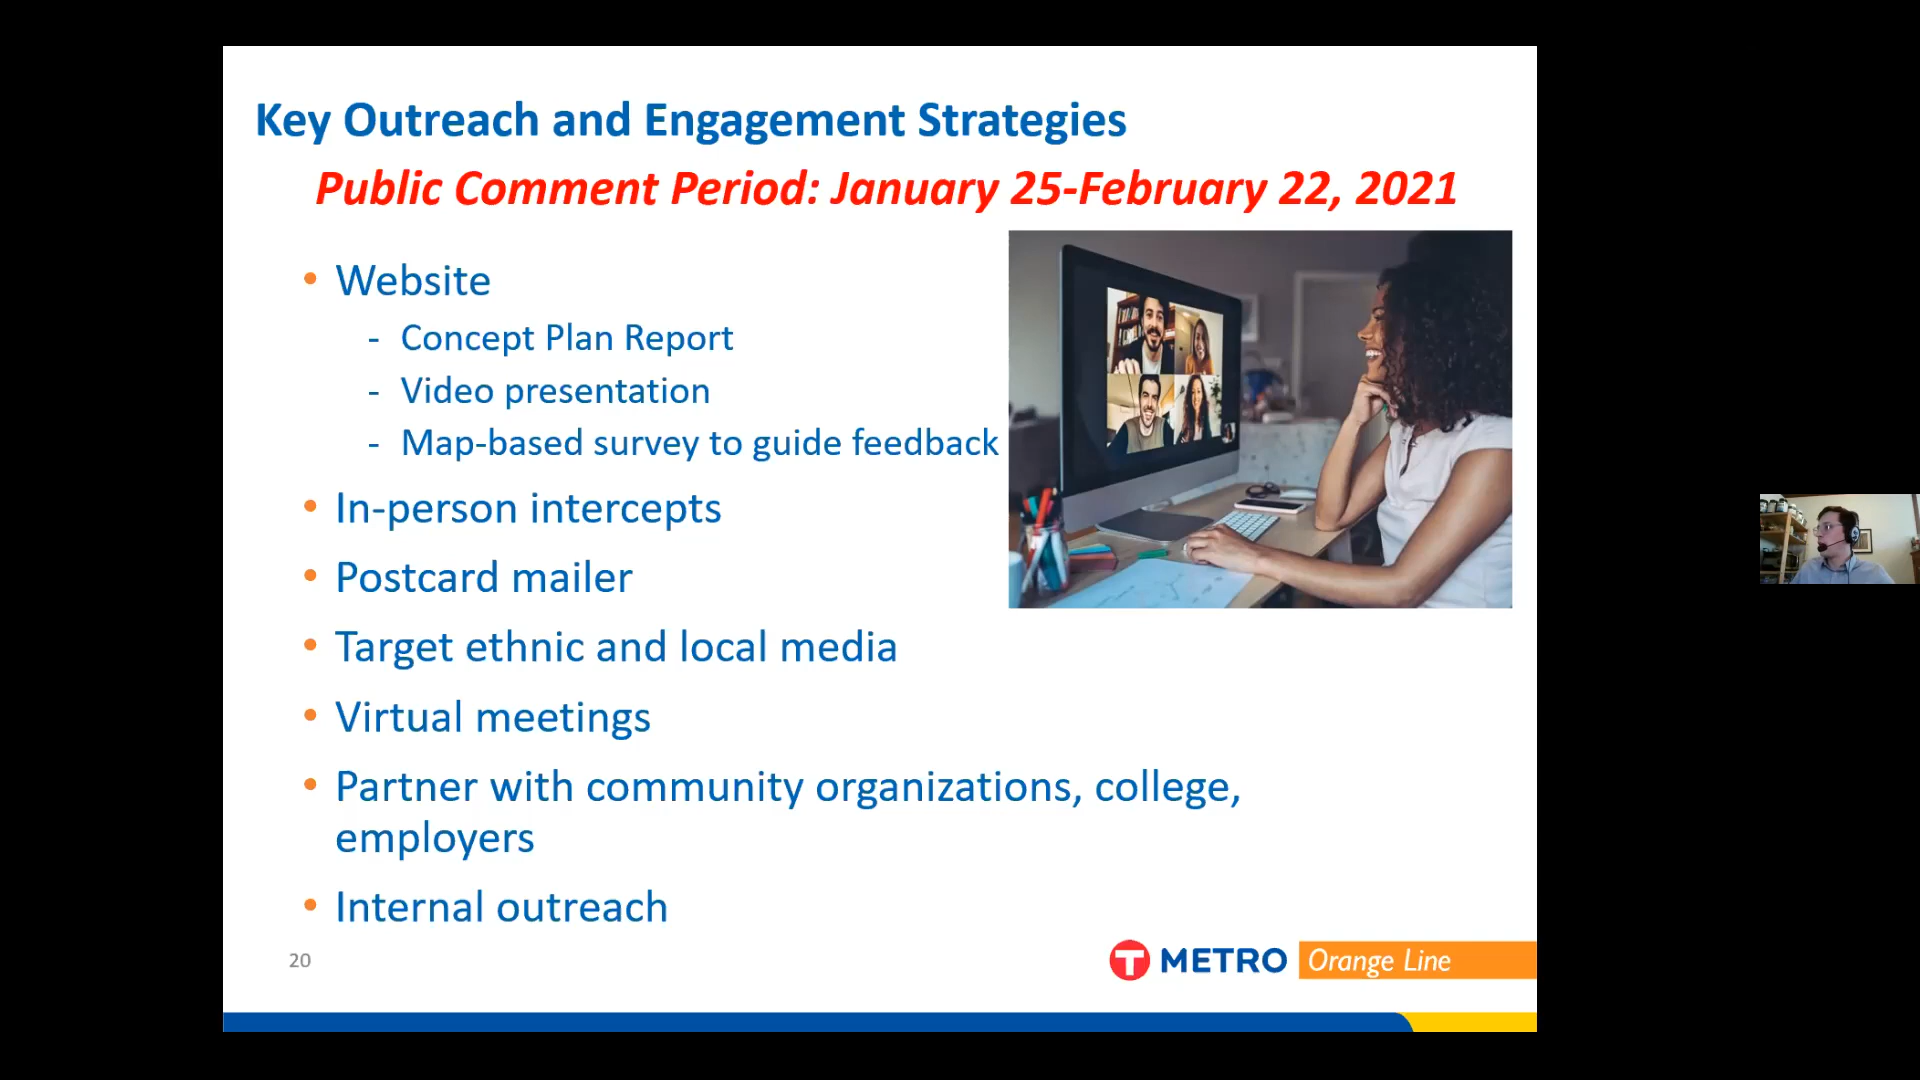 Key Outreach and Engagement Strategies
Public Comment Period: January 25-February 22, 2021
• Website
- Concept Plan Report
- Video presentation
- Map-based survey to guide feedback
• In-person intercepts
• Postcard mailer
• Target ethnic and local media
• Virtual meetings
• Partner with community organizations, college,
employers
• Internal outreach
20
T METRO Orange Line